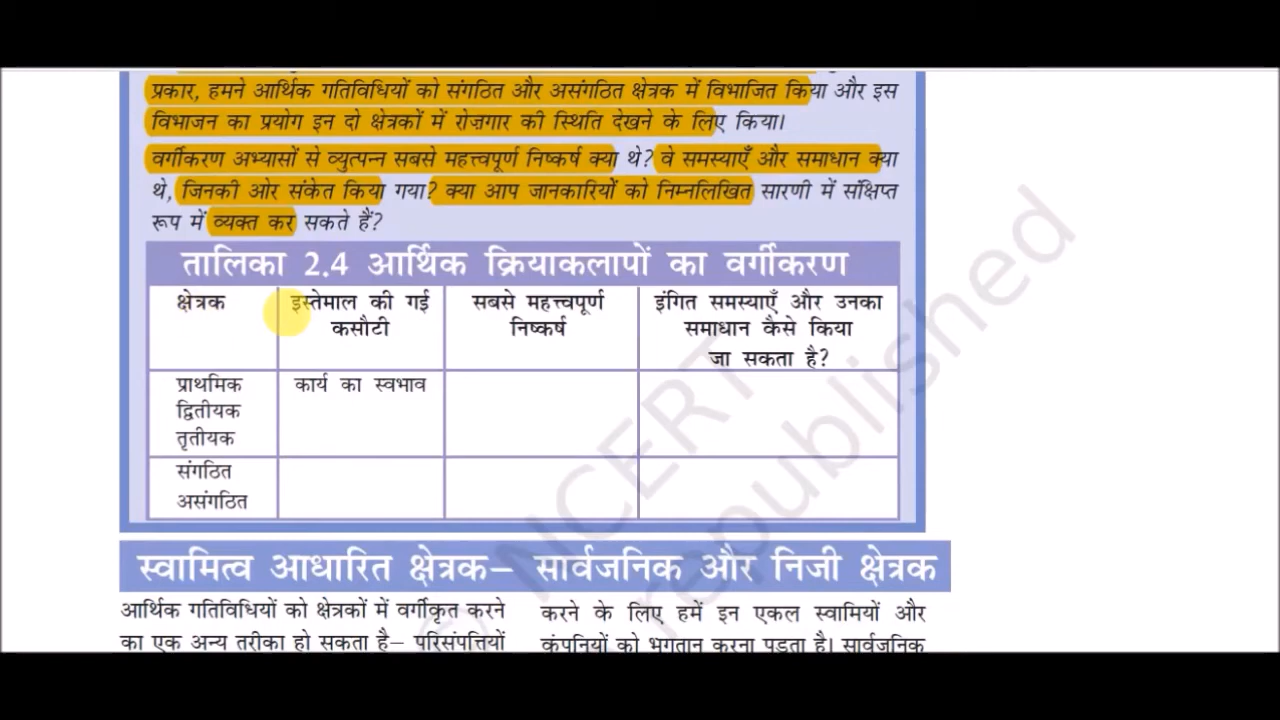 प्रकार, हमने आर्थिक गतिविधियों को संगठित और असंगठित क्षेत्रक में विभाजित किया और इस
विभाजन का प्रयोग इन दो क्षेत्रकों में रोज़गार की स्थिति देखने के लिए किया।
वर्गीकरण अभ्यासों से व्युत्पन्न सबसे महत्त्वपूर्ण निष्कर्ष क्या थे? वे समस्याएँ और समाधान क्या
थे, जिनकी ओर संकेत किया गया? क्या आप जानकारियों को निम्नलिखित सारणी में संक्षिप्त
रूप में व्यक्त कर सकते हैं?
तालिका 2.4 आर्थिक क्रियाकलापों का वर्गीकरण
क्षेत्रक इस्तेमाल की गई सबसे महत्त्वपूर्ण इंगित समस्याएँ और उनका
कसौटी निष्कर्ष समाधान कैसे किया
जा सकता है?
प्राथमिक कार्य का स्वभाव
द्वितीयक
तृतीयक
संगठित
असंगठित
स्वामित्व आधारित क्षेत्रक– सार्वजनिक और निजी क्षेत्रक
आर्थिक गतिविधियों को क्षेत्रकों में वर्गीकृत करने
का एक अन्य तरीका हो सकता है– परिसंपत्तियों
करने के लिए हमें इन एकल स्वामियों और
कंपनियों को भुगतान करना पड़ता है। सार्वजनिक
© NCERT
republished